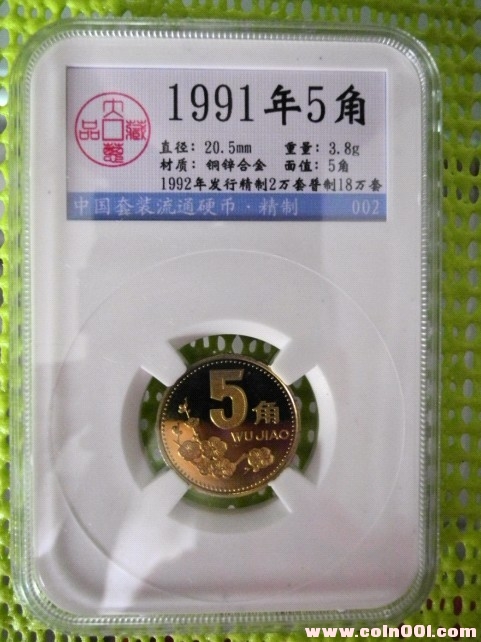 大口
品藏
鉴
1991年5角
直径: 20.5mm 重量: 3.8g
材质: 铜锌合金 面值: 5角
1992年发行精制2万套普制18万套
中国套装流通硬币·精制 002
5角
WU JIAO
www.coin001.com